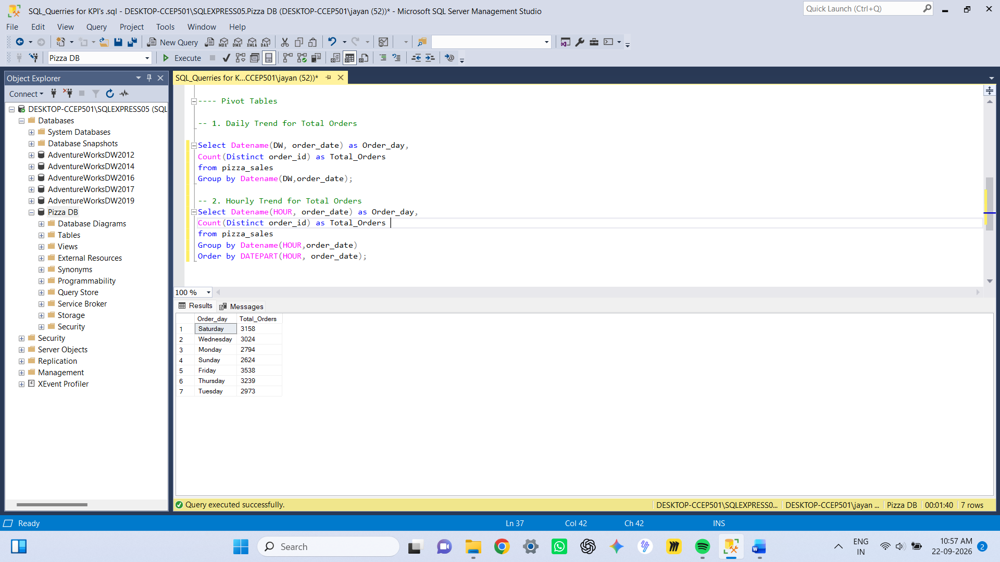 SQL_Querries for KPI's .sql - DESKTOP-CCEP501\SQLEXPRESS05.Pizza DB (DESKTOP-CCEP501\jayan (52))* - Microsoft SQL Server Management Studio
Quick Launch (Ctrl+Q)
File Edit View Query Project Tools Window Help
New Query MDX DMX XMLA DAX
Pizza DB Execute
Object Explorer
Connect
DESKTOP-CCEP501\SQLEXPRESS05 (SQL
Databases
System Databases
Database Snapshots
AdventureWorksDW2012
AdventureWorksDW2014
AdventureWorksDW2016
AdventureWorksDW2017
AdventureWorksDW2019
Pizza DB
Database Diagrams
Tables
Views
External Resources
Synonyms
Programmability
Query Store
Service Broker
Storage
Security
Security
Server Objects
Replication
Management
XEvent Profiler
SQL_Querries for K...CCEP501\jayan (52))*
---- Pivot Tables
-- 1. Daily Trend for Total Orders
Select Datename(DW, order_date) as Order_day,
Count(Distinct order_id) as Total_Orders
from pizza_sales
Group by Datename(DW,order_date);
-- 2. Hourly Trend for Total Orders
Select Datename(HOUR, order_date) as Order_day,
Count(Distinct order_id) as Total_Orders
from pizza_sales
Group by Datename(HOUR,order_date)
Order by DATEPART(HOUR, order_date);
100 %
Results Messages
Order_day Total_Orders
1 Saturday 3158
2 Wednesday 3024
3 Monday 2794
4 Sunday 2624
5 Friday 3538
6 Thursday 3239
7 Tuesday 2973
Query executed successfully. DESKTOP-CCEP501\SQLEXPRESS0... DESKTOP-CCEP501\jayan ... Pizza DB 00:01:40 7 rows
Ready Ln 37 Col 42 Ch 42 INS
Search
ENG
IN
10:57 AM
22-09-2026
2